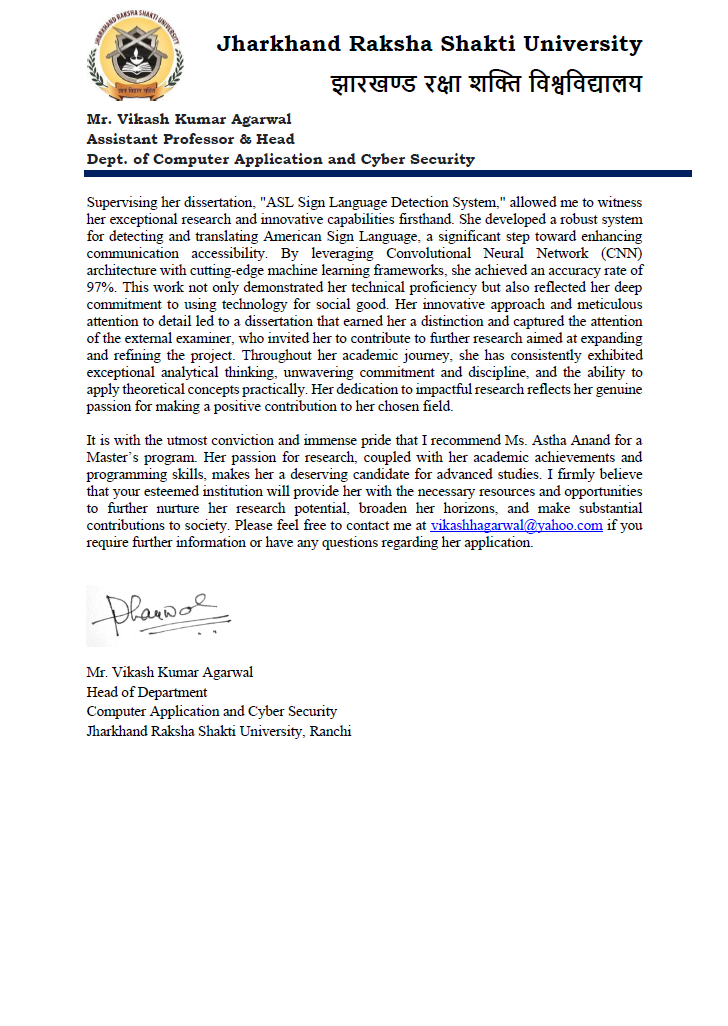 JHARKHAND RAKSHA SHAKTI UNIVERSITY
Jharkhand Raksha Shakti University
झारखण्ड रक्षा शक्ति विश्वविद्यालय
Mr. Vikash Kumar Agarwal
Assistant Professor & Head
Dept. of Computer Application and Cyber Security
Supervising her dissertation, "ASL Sign Language Detection System," allowed me to witness
her exceptional research and innovative capabilities firsthand. She developed a robust system
for detecting and translating American Sign Language, a significant step toward enhancing
communication accessibility. By leveraging Convolutional Neural Network (CNN)
architecture with cutting-edge machine learning frameworks, she achieved an accuracy rate of
97%. This work not only demonstrated her technical proficiency but also reflected her deep
commitment to using technology for social good. Her innovative approach and meticulous
attention to detail led to a dissertation that earned her a distinction and captured the attention
of the external examiner, who invited her to contribute to further research aimed at expanding
and refining the project. Throughout her academic journey, she has consistently exhibited
exceptional analytical thinking, unwavering commitment and discipline, and the ability to
apply theoretical concepts practically. Her dedication to impactful research reflects her genuine
passion for making a positive contribution to her chosen field.
It is with the utmost conviction and immense pride that I recommend Ms. Astha Anand for a
Master’s program. Her passion for research, coupled with her academic achievements and
programming skills, makes her a deserving candidate for advanced studies. I firmly believe
that your esteemed institution will provide her with the necessary resources and opportunities
to further nurture her research potential, broaden her horizons, and make substantial
contributions to society. Please feel free to contact me at vikashhagarwal@yahoo.com if you
require further information or have any questions regarding her application.
Mr. Vikash Kumar Agarwal
Head of Department
Computer Application and Cyber Security
Jharkhand Raksha Shakti University, Ranchi